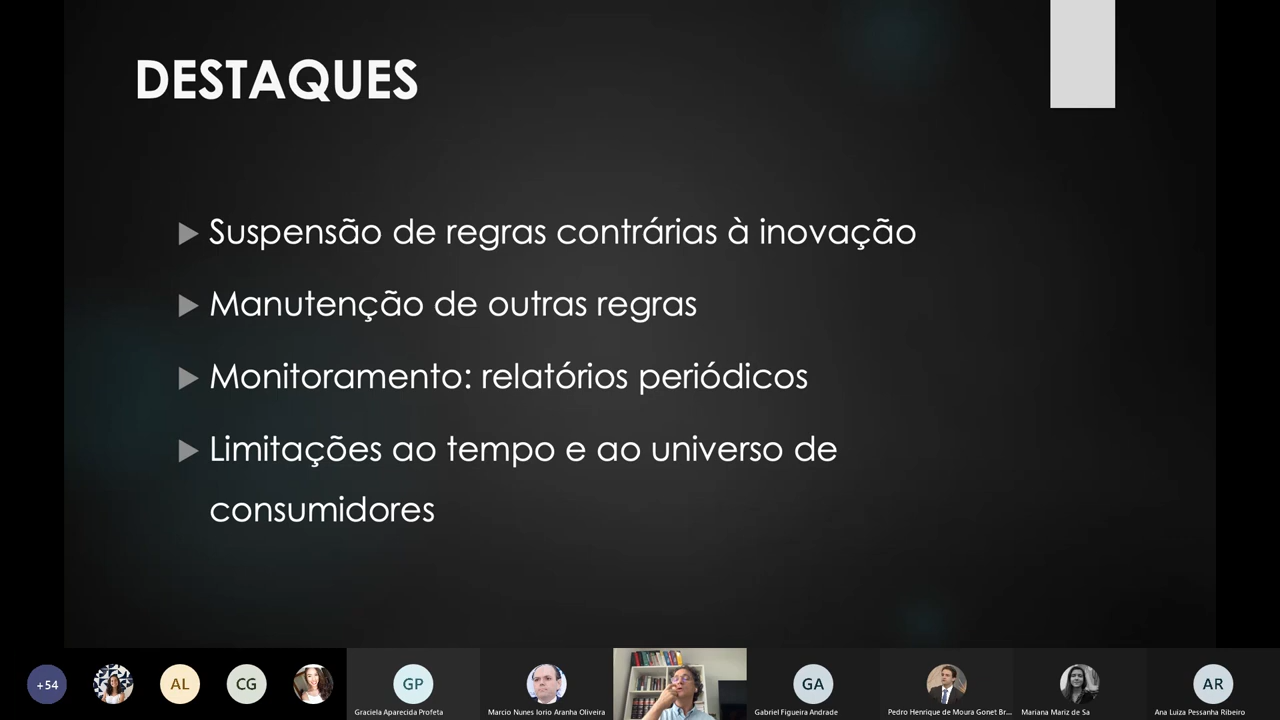 DESTAQUES
Suspensão de regras contrárias à inovação
Manutenção de outras regras
Monitoramento: relatórios periódicos
Limitações ao tempo e ao universo de
consumidores
+54
AL
CG
GP
GA
AR
Graciela Aparecida Profeta
Marcio Nunes Iorio Aranha Oliveira
Gabriel Figueira Andrade
Pedro Henrique de Moura Gonet Br...
Mariana Mariz de Sa
Ana Luiza Pessanha Ribeiro